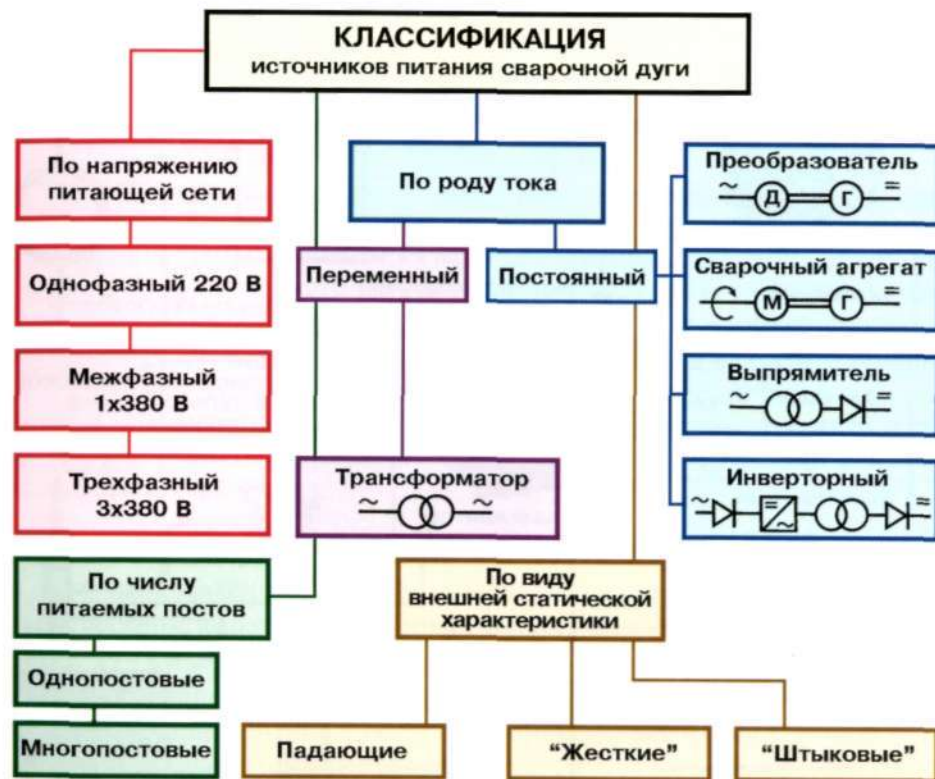 КЛАССИФИКАЦИЯ
источников питания сварочной дуги
По напряжению
питающей сети
Однофазный 220 В
Межфазный
1х380 В
Трехфазный
3х380 В
По числу
питаемых постов
Однопостовые
Многопостовые
По роду тока
Переменный
Трансформатор
~ ~
Постоянный
Преобразователь
~ Д Г =
Сварочный агрегат
М Г =
Выпрямитель
~ =
Инверторный
~ = ~ =
По виду
внешней статической
характеристики
Падающие
“Жесткие”
“Штыковые”